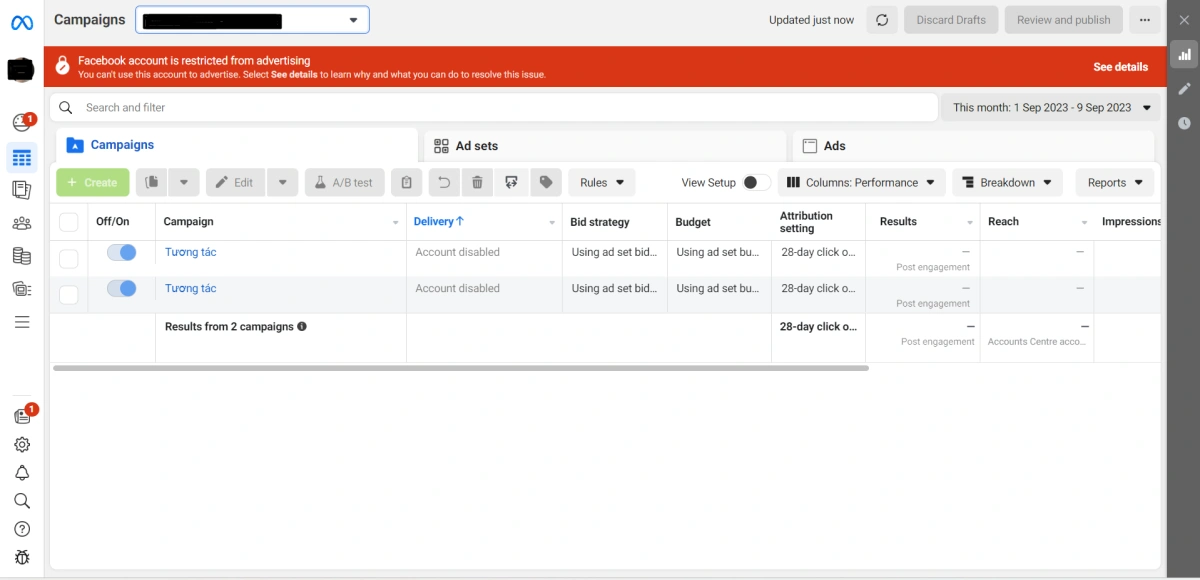 Campaigns
Updated just now
Discard Drafts
Review and publish
Facebook account is restricted from advertising
You can't use this account to advertise. Select See details to learn why and what you can do to resolve this issue.
See details
1
Search and filter
This month: 1 Sep 2023 - 9 Sep 2023
Campaigns
Ad sets
Ads
+ Create
Edit
A/B test
Rules
View Setup
Columns: Performance
Breakdown
Reports
Off/On
Campaign
Delivery↑
Bid strategy
Budget
Attribution
setting
Results
Reach
Impressions
Tương tác
Account disabled
Using ad set bid...
Using ad set bu...
28-day click o...
—
Post engagement
—
Tương tác
Account disabled
Using ad set bid...
Using ad set bu...
28-day click o...
—
Post engagement
—
Results from 2 campaigns
28-day click o...
—
Post engagement
—
Accounts Centre acco...
1